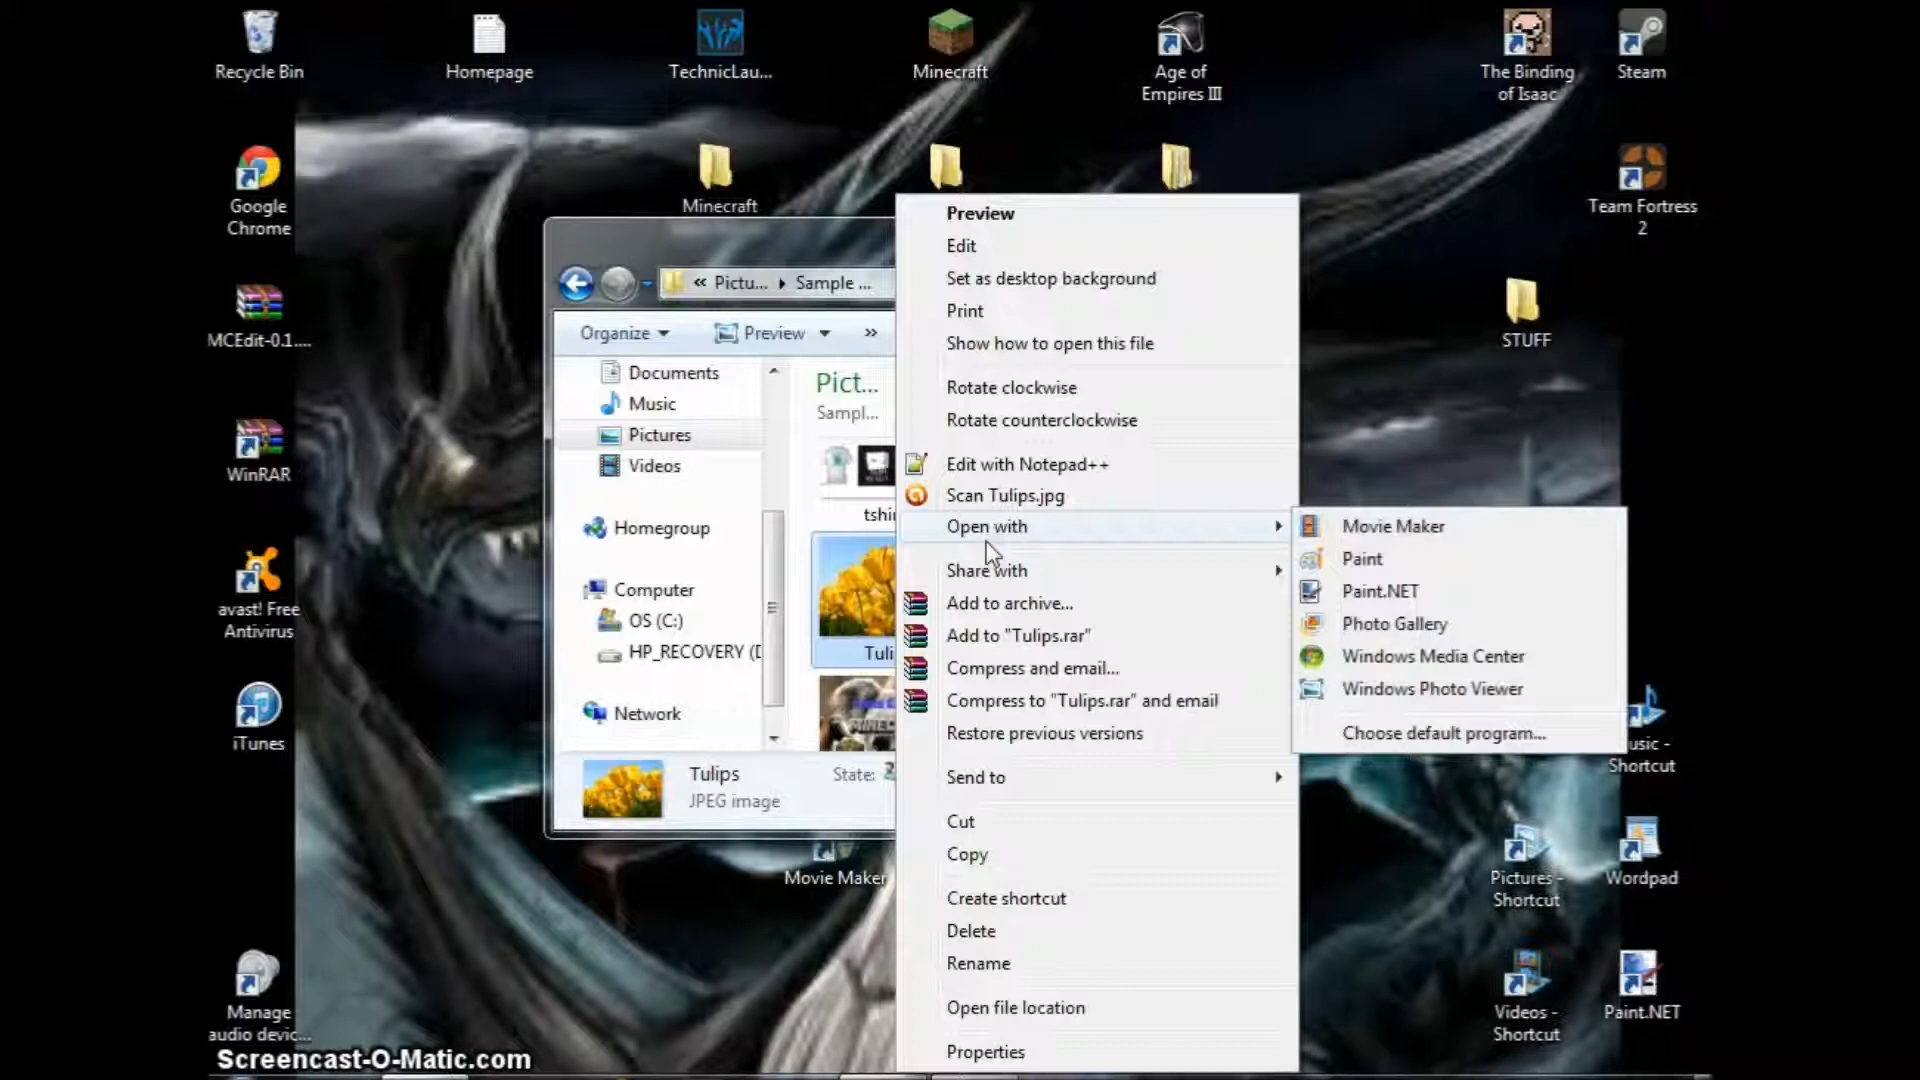 Recycle Bin
Homepage
TechnicLau...
Minecraft
Age of
Empires III
The Binding
of Isaac
Steam
Google
Chrome
Minecraft
Team Fortress
2
MCEdit-0.1....
STUFF
WinRAR
avast! Free
Antivirus
iTunes
Manage
audio devic...
« Pictu... Sample ...
Organize
Preview
»
Documents
Music
Pictures
Videos
Homegroup
Computer
OS (C:)
HP_RECOVERY (
Network
Pict...
Sampl...
tshi
Tuli
Tulips
JPEG image
State:
Movie Maker
Preview
Edit
Set as desktop background
Print
Show how to open this file
Rotate clockwise
Rotate counterclockwise
Edit with Notepad++
Scan Tulips.jpg
Open with
Share with
Add to archive...
Add to "Tulips.rar"
Compress and email...
Compress to "Tulips.rar" and email
Restore previous versions
Send to
Cut
Copy
Create shortcut
Delete
Rename
Open file location
Properties
Movie Maker
Paint
Paint.NET
Photo Gallery
Windows Media Center
Windows Photo Viewer
Choose default program...
usic -
Shortcut
Pictures -
Shortcut
Wordpad
Videos -
Shortcut
Paint.NET
Screencast-O-Matic.com